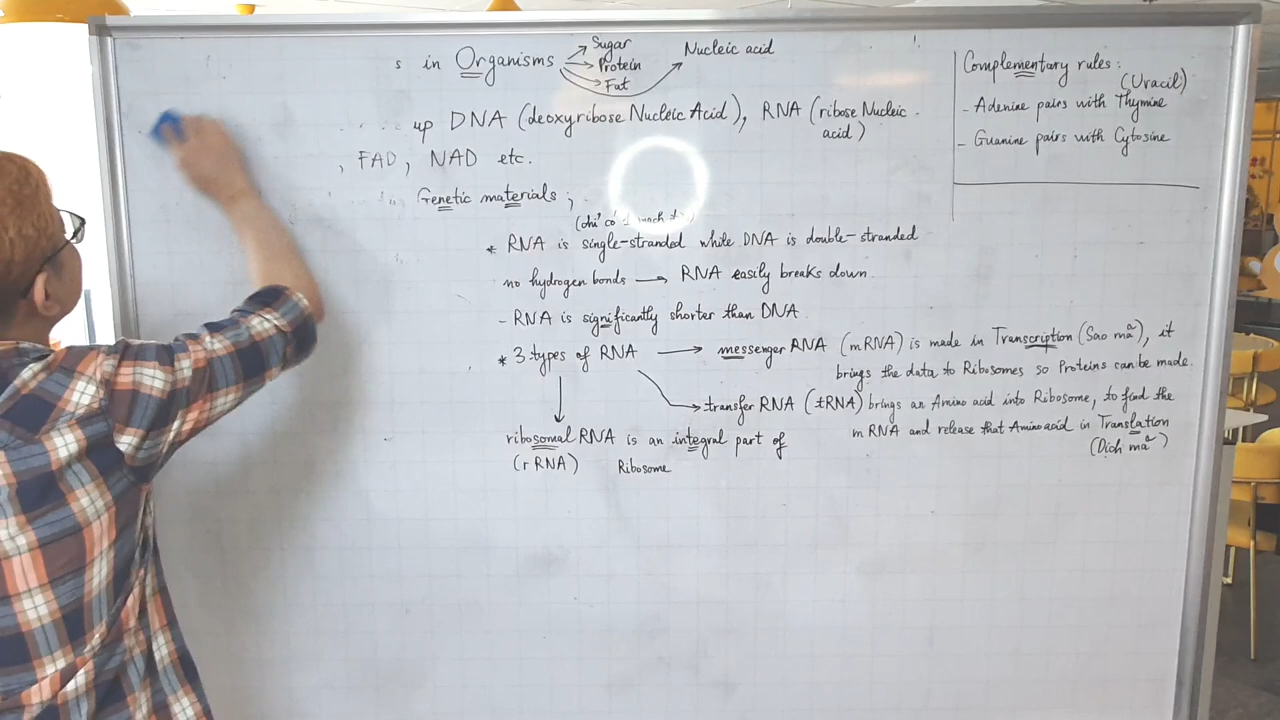 s in Organisms
Sugar
Protein
Fat
Nucleic acid
up DNA (deoxyribose Nucleic Acid), RNA (ribose Nucleic
acid)
, FAD, NAD etc.
Genetic materials ;
(chỉ có
* RNA is single-stranded while DNA is double-stranded
no hydrogen bonds → RNA easily breaks down.
- RNA is significantly shorter than DNA
* 3 types of RNA → messenger RNA (mRNA) is made in Transcription (Sao mã), it
brings the data to Ribosomes so Proteins can be made.
→ transfer RNA (tRNA) brings an Amino acid into Ribosome, to find the
mRNA and release that Amino acid in Translation
(Dịch mã)
ribosomal RNA is an integral part of
(rRNA) Ribosome
Complementary rules :
(Uracil)
- Adenine pairs with Thymine
- Guanine pairs with Cytosine